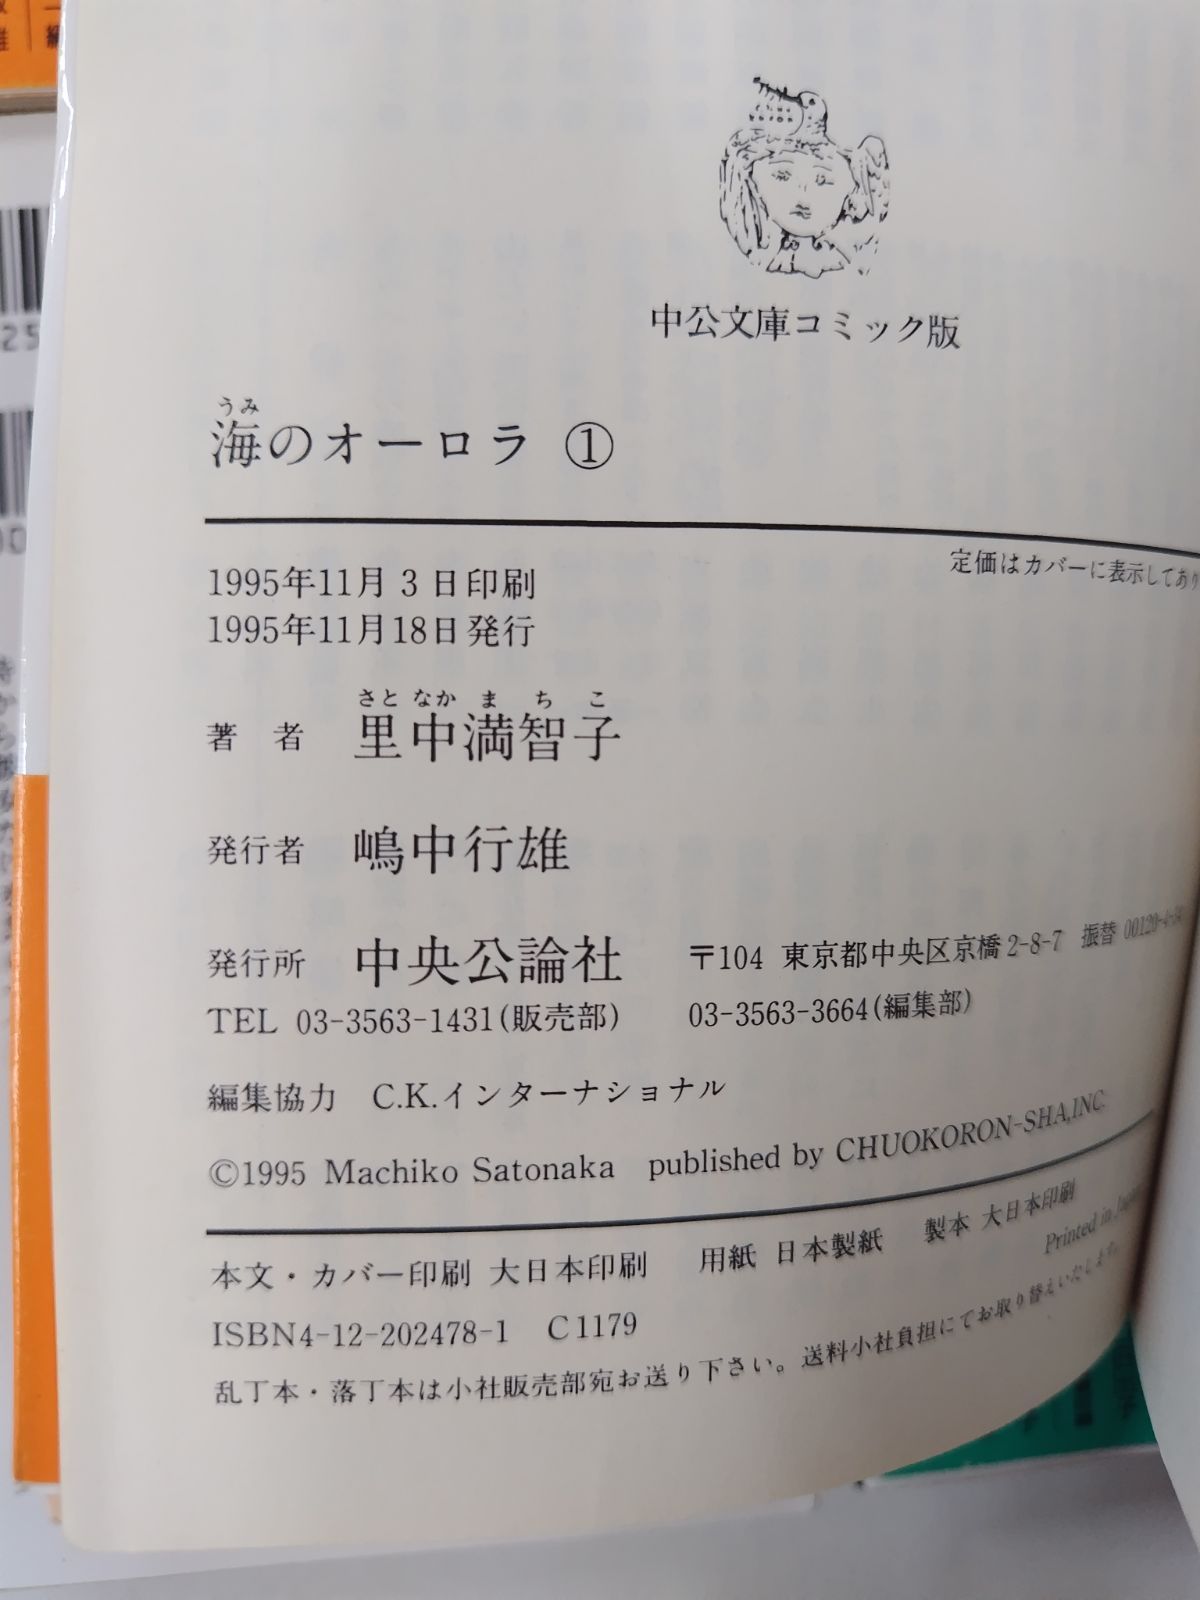 中公文庫コミック版
うみ
海のオーロラ ①
定価はカバーに表示してあり
1995年11月3日印刷
1995年11月18日発行
さと なか ま ち こ
著 者 里中満智子
発行者 嶋中行雄
発行所 中央公論社 〒104 東京都中央区京橋2-8-7 振替 00120-4-
TEL 03-3563-1431(販売部) 03-3563-3664(編集部)
編集協力 C.K.インターナショナル
©1995 Machiko Satonaka published by CHUOKORON-SHA,INC.
本文・カバー印刷 大日本印刷 用紙 日本製紙 製本 大日本印刷
Printed in
ISBN4-12-202478-1 C1179
乱丁本・落丁本は小社販売部宛お送り下さい。送料小社負担にてお取り替えいたします。